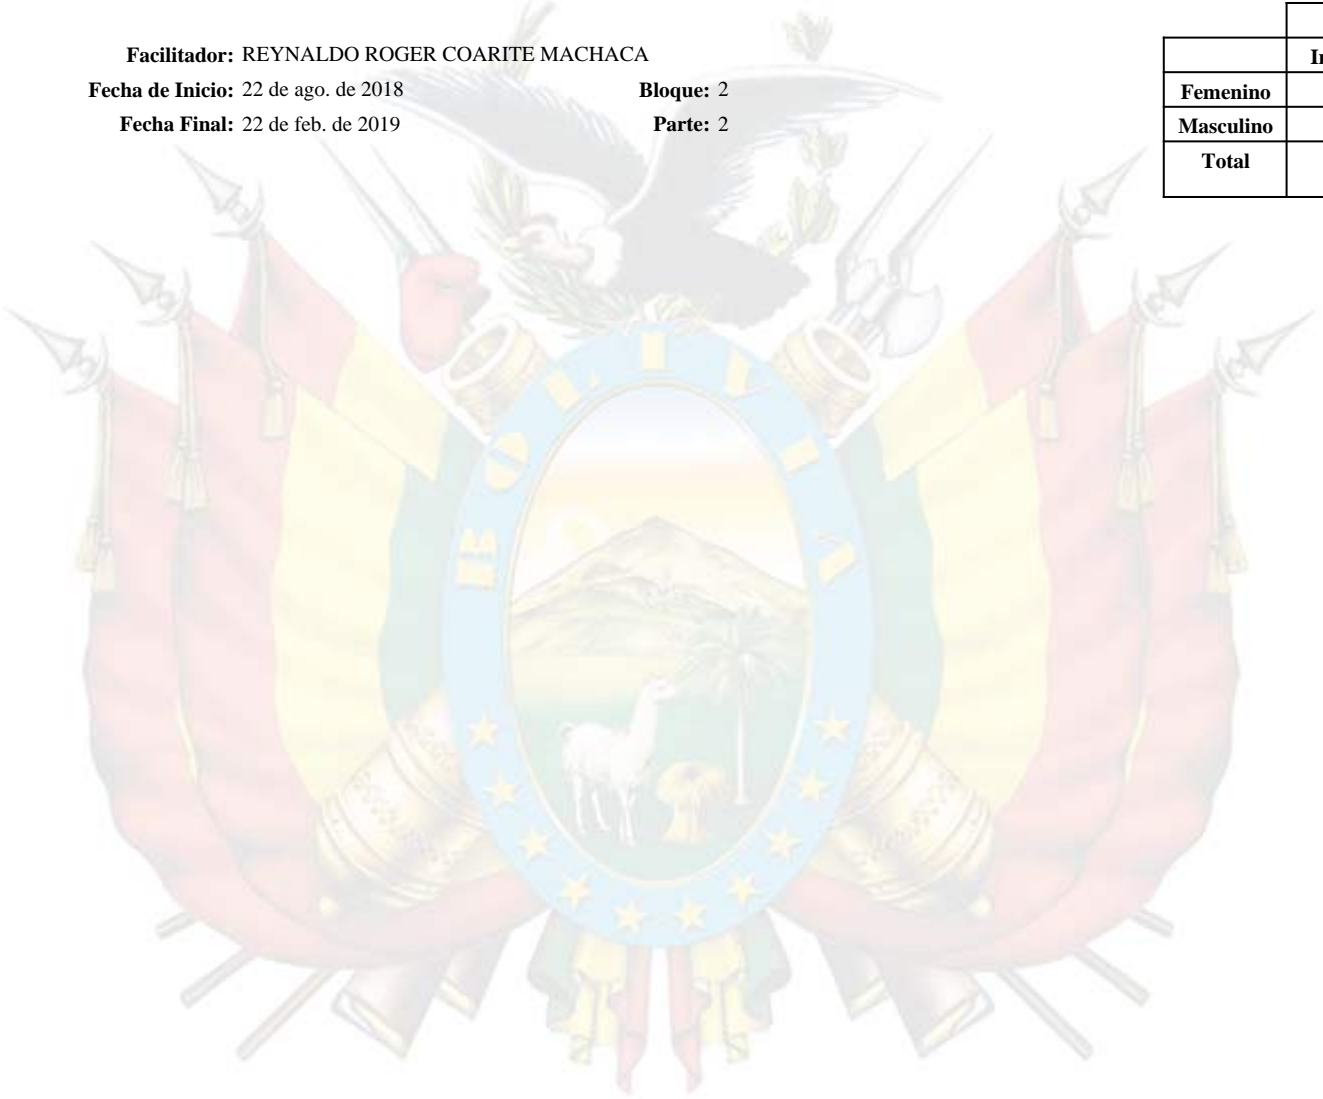 Facilitador: REYNALDO ROGER COARITE MACHACA
Fecha de Inicio: 22 de ago. de 2018 Bloque: 2
Fecha Final: 22 de feb. de 2019 Parte: 2
Femenino
Masculino
Total
BOLIVIA